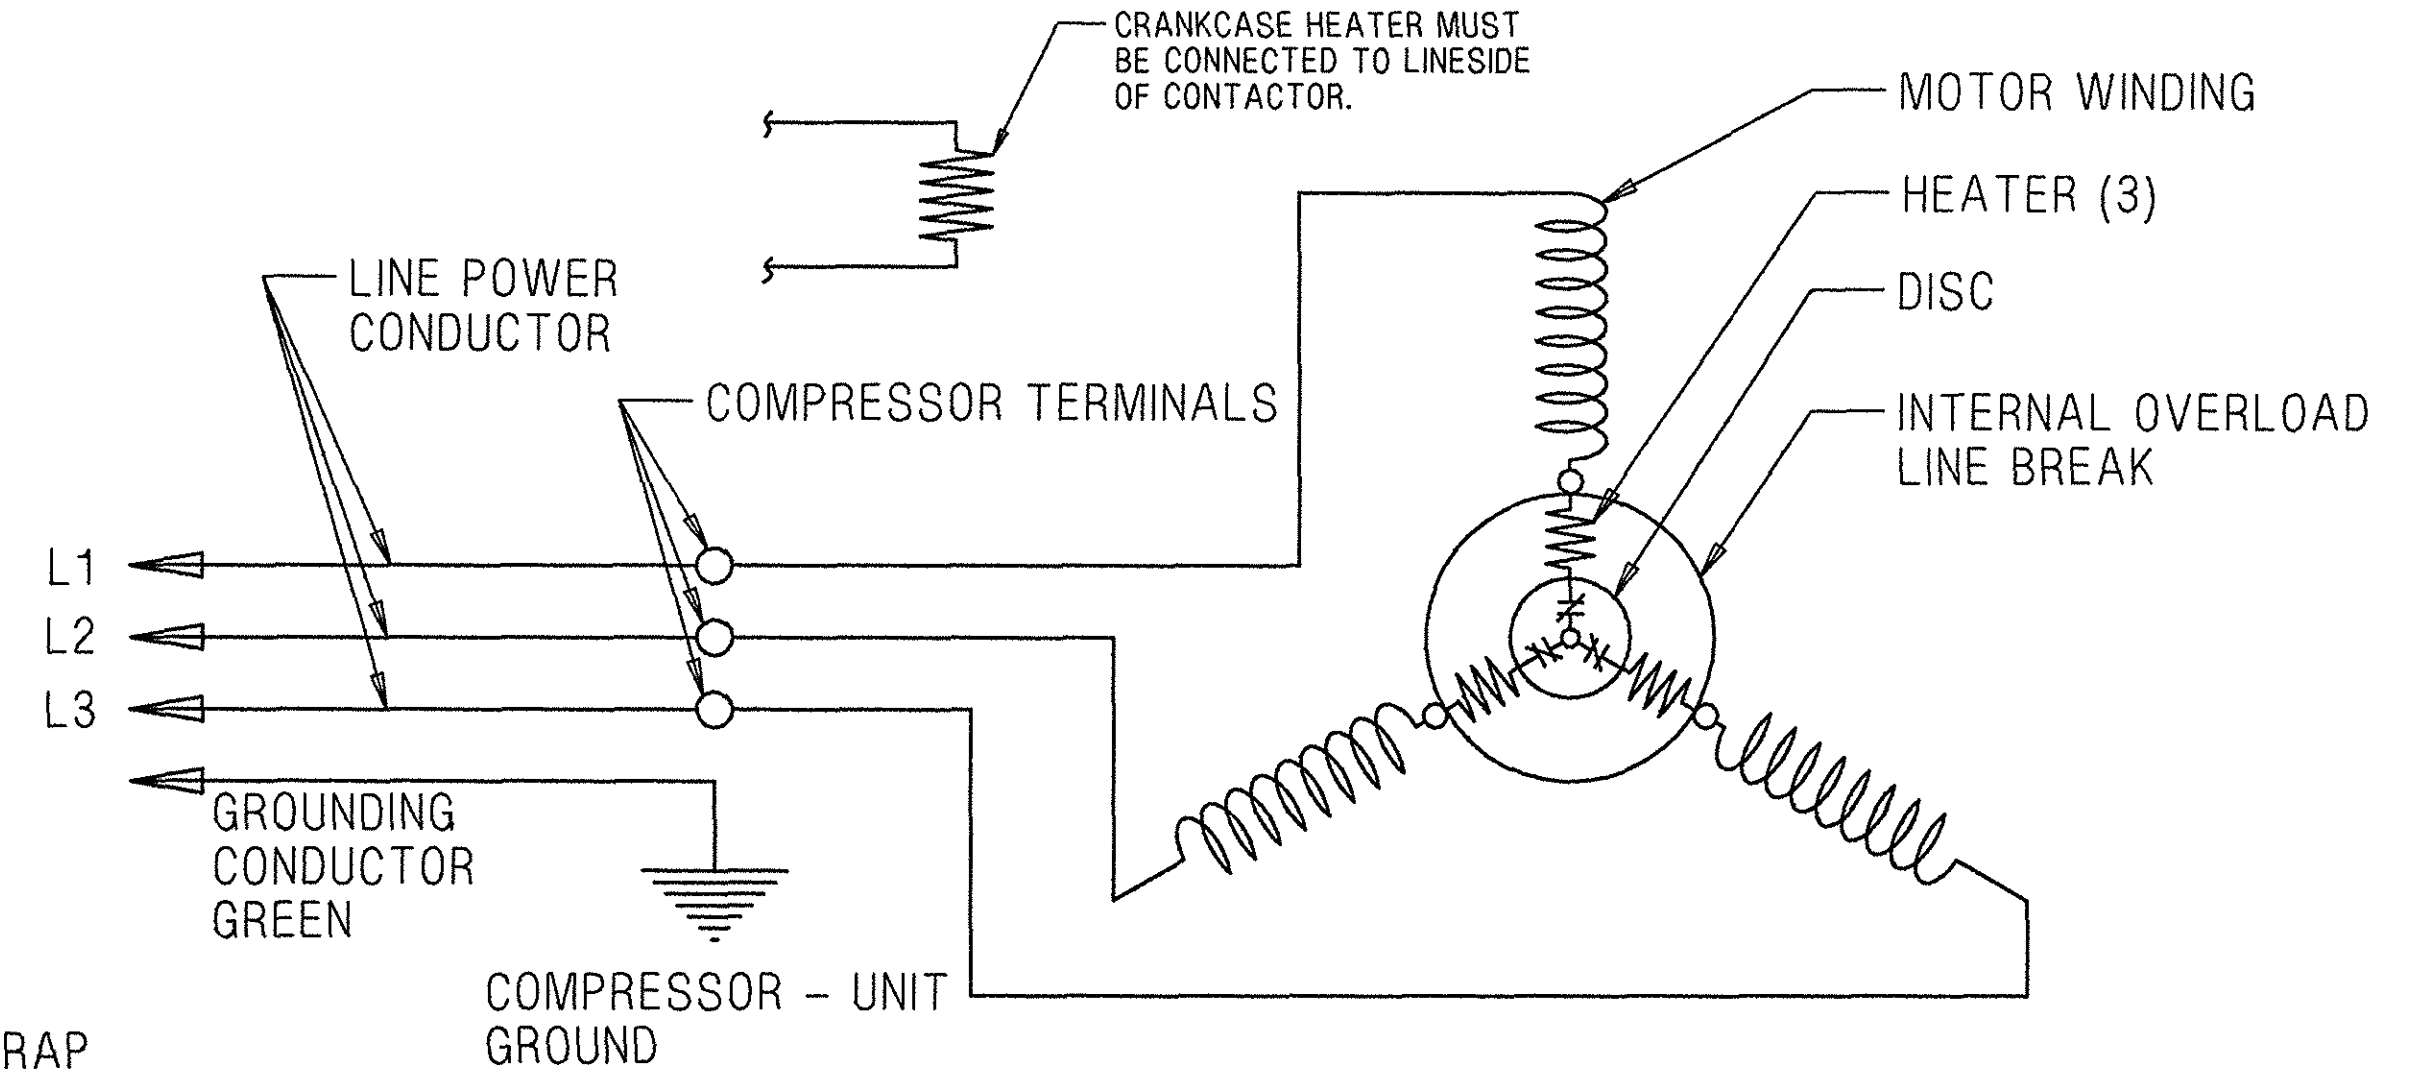 CRANKCASE HEATER MUST
BE CONNECTED TO LINESIDE
OF CONTACTOR.
MOTOR WINDING
HEATER (3)
DISC
INTERNAL OVERLOAD
LINE BREAK
LINE POWER
CONDUCTOR
COMPRESSOR TERMINALS
L1
L2
L3
GROUNDING
CONDUCTOR
GREEN
COMPRESSOR – UNIT
GROUND
RAP